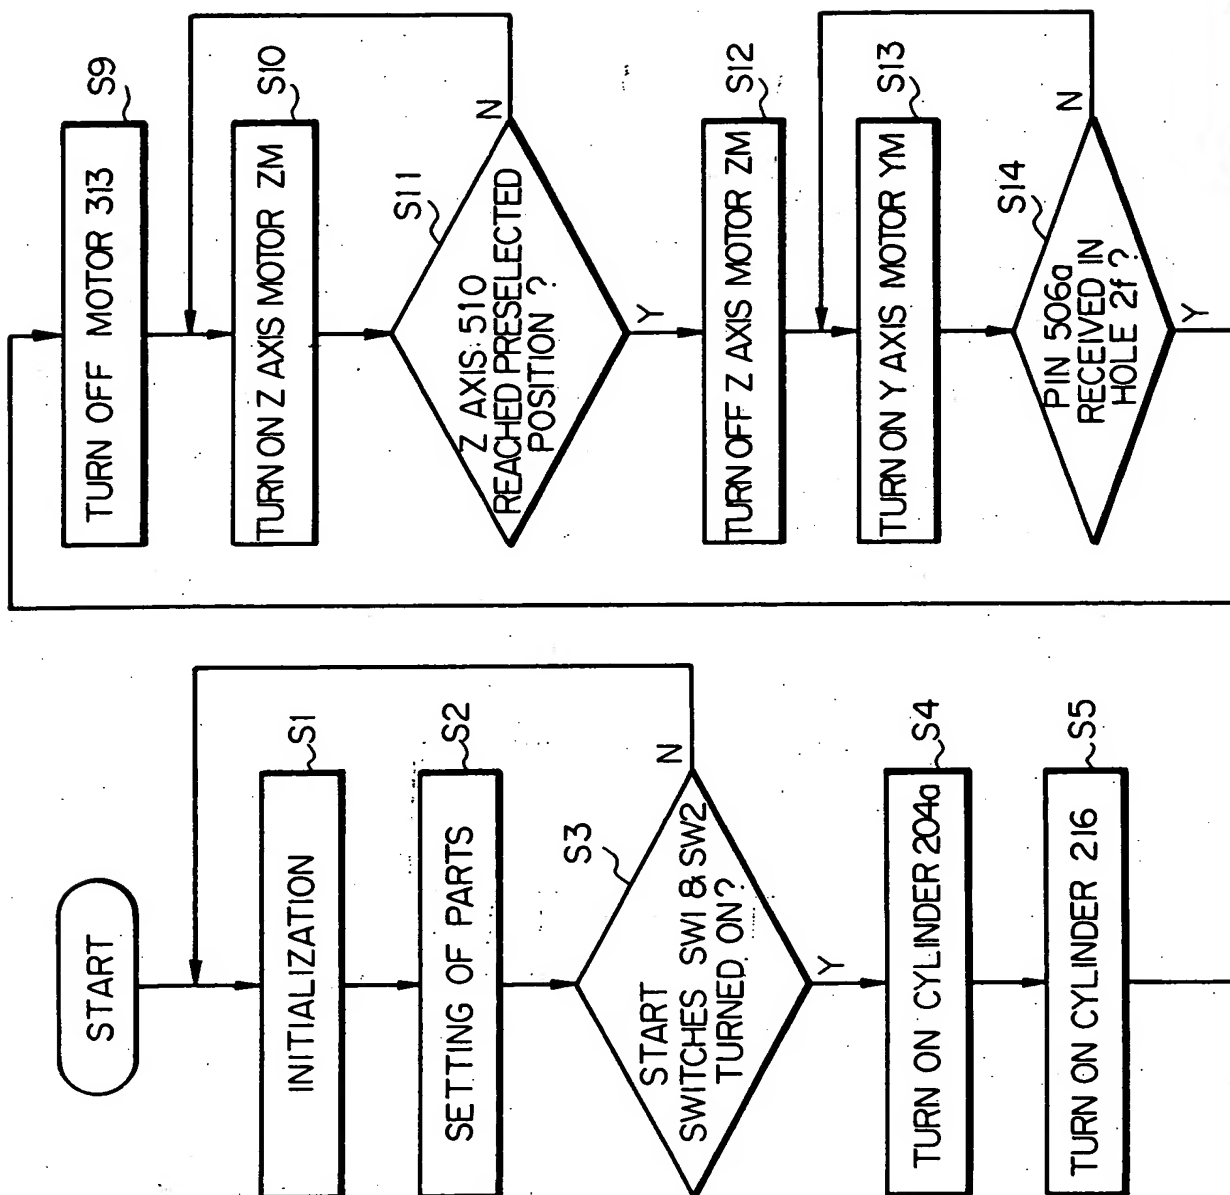 START
INITIALIZATION
S1
SETTING OF PARTS
S2
START
SWITCHES SW1 & SW2
TURNED ON?
S3
N
Y
TURN ON CYLINDER 204a
S4
TURN ON CYLINDER 216
S5
TURN OFF MOTOR 313
S9
TURN ON Z AXIS MOTOR ZM
S10
Z AXIS: 510
REACHED PRESELECTED
POSITION ?
S11
N
Y
TURN OFF Z AXIS MOTOR ZM
S12
TURN ON Y AXIS MOTOR YM
S13
PIN 506a
RECEIVED IN
HOLE 2f ?
S14
N
Y